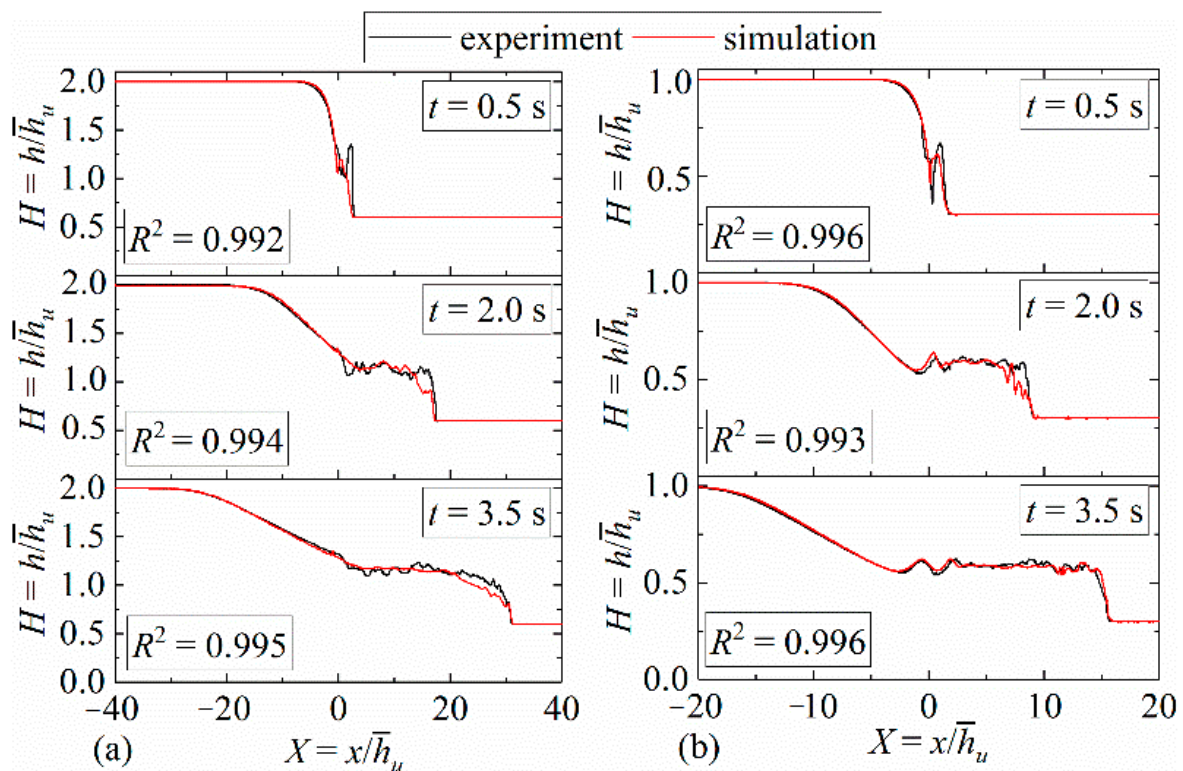 experiment simulation
H = h/h̅ᵤ
2.0
1.5
1.0
0.5
t = 0.5 s
R² = 0.992
H = h/h̅ᵤ
2.0
1.5
1.0
0.5
t = 2.0 s
R² = 0.994
H = h/h̅ᵤ
2.0
1.5
1.0
0.5
0.0
t = 3.5 s
R² = 0.995
−40 −20 0 20 40
(a) X = x/h̅ᵤ
H = h/h̅ᵤ
1.0
0.5
t = 0.5 s
R² = 0.996
H = h/h̅ᵤ
1.0
0.5
t = 2.0 s
R² = 0.993
H = h/h̅ᵤ
1.0
0.5
0.0
t = 3.5 s
R² = 0.996
−20 −10 0 10 20
(b) X = x/h̅ᵤ